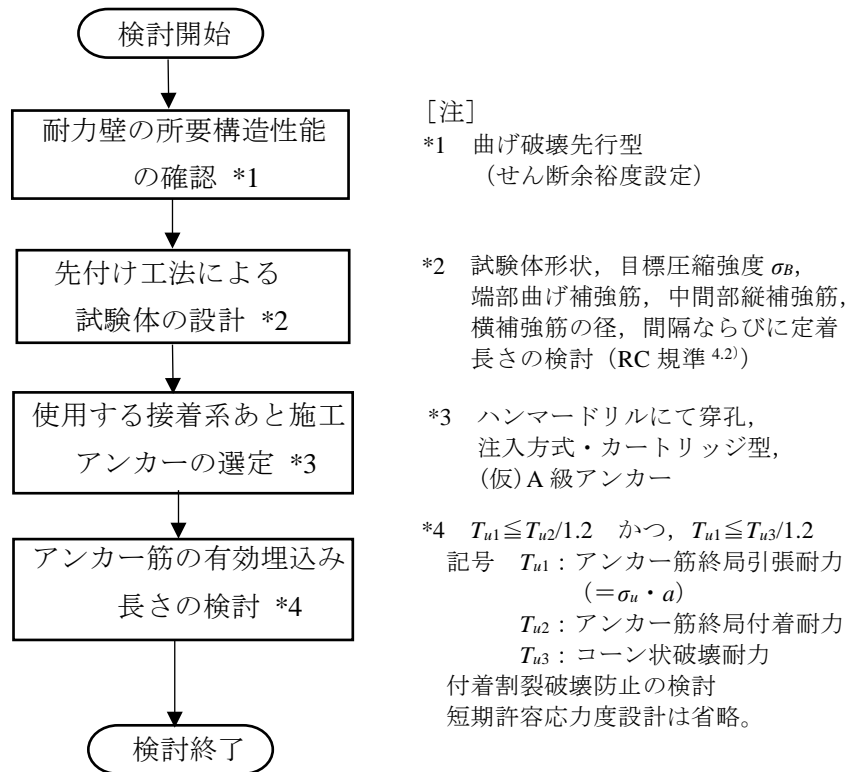 検討開始
耐力壁の所要構造性能
の確認 *1
先付け工法による
試験体の設計 *2
使用する接着系あと施工
アンカーの選定 *3
アンカー筋の有効埋込み
長さの検討 *4
検討終了
［注］
*1 曲げ破壊先行型
（せん断余裕度設定）
*2 試験体形状，目標圧縮強度 σB，
端部曲げ補強筋，中間部縦補強筋，
横補強筋の径，間隔ならびに定着
長さの検討（RC 規準 4.2)）
*3 ハンマードリルにて穿孔，
注入方式・カートリッジ型，
(仮)A 級アンカー
*4 Tu1≦Tu2/1.2 かつ，Tu1≦Tu3/1.2
記号 Tu1：アンカー筋終局引張耐力
（＝σu・a）
Tu2：アンカー筋終局付着耐力
Tu3：コーン状破壊耐力
付着割裂破壊防止の検討
短期許容応力度設計は省略。